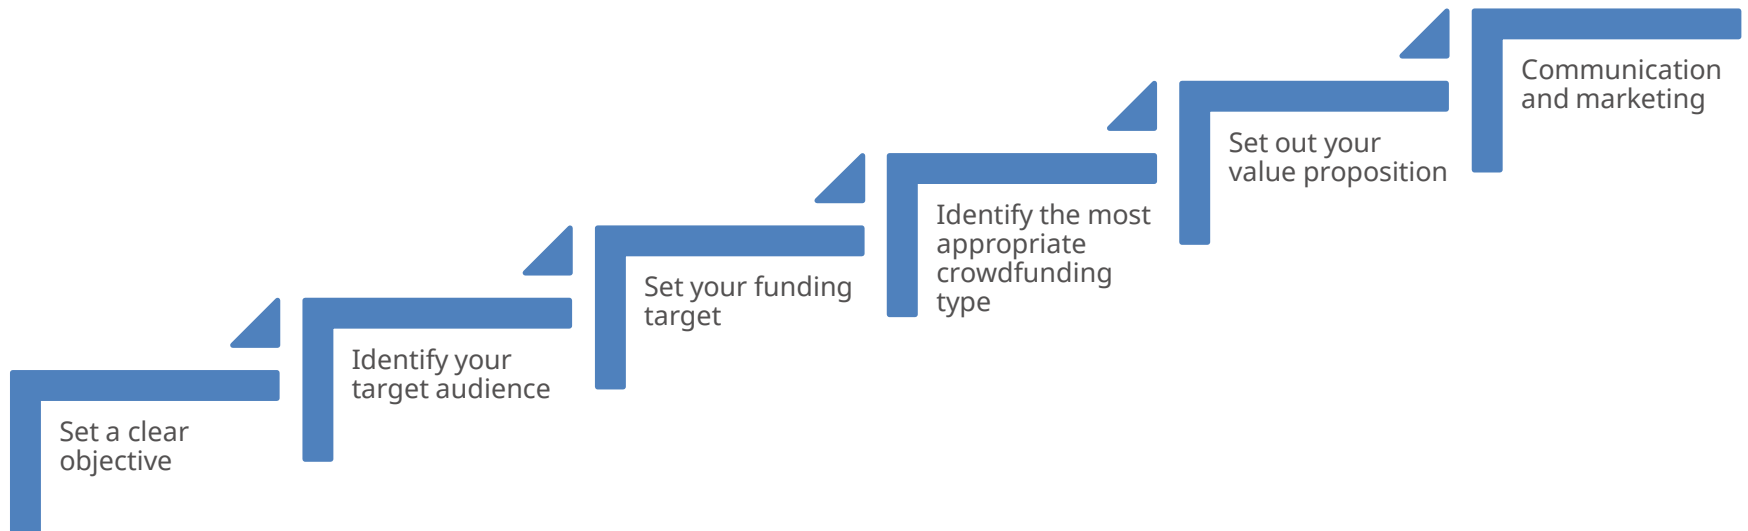 Set a clear
objective
Identify your
target audience
Set your funding
target
Identify the most
appropriate
crowdfunding
type
Set out your
value proposition
Communication
and marketing